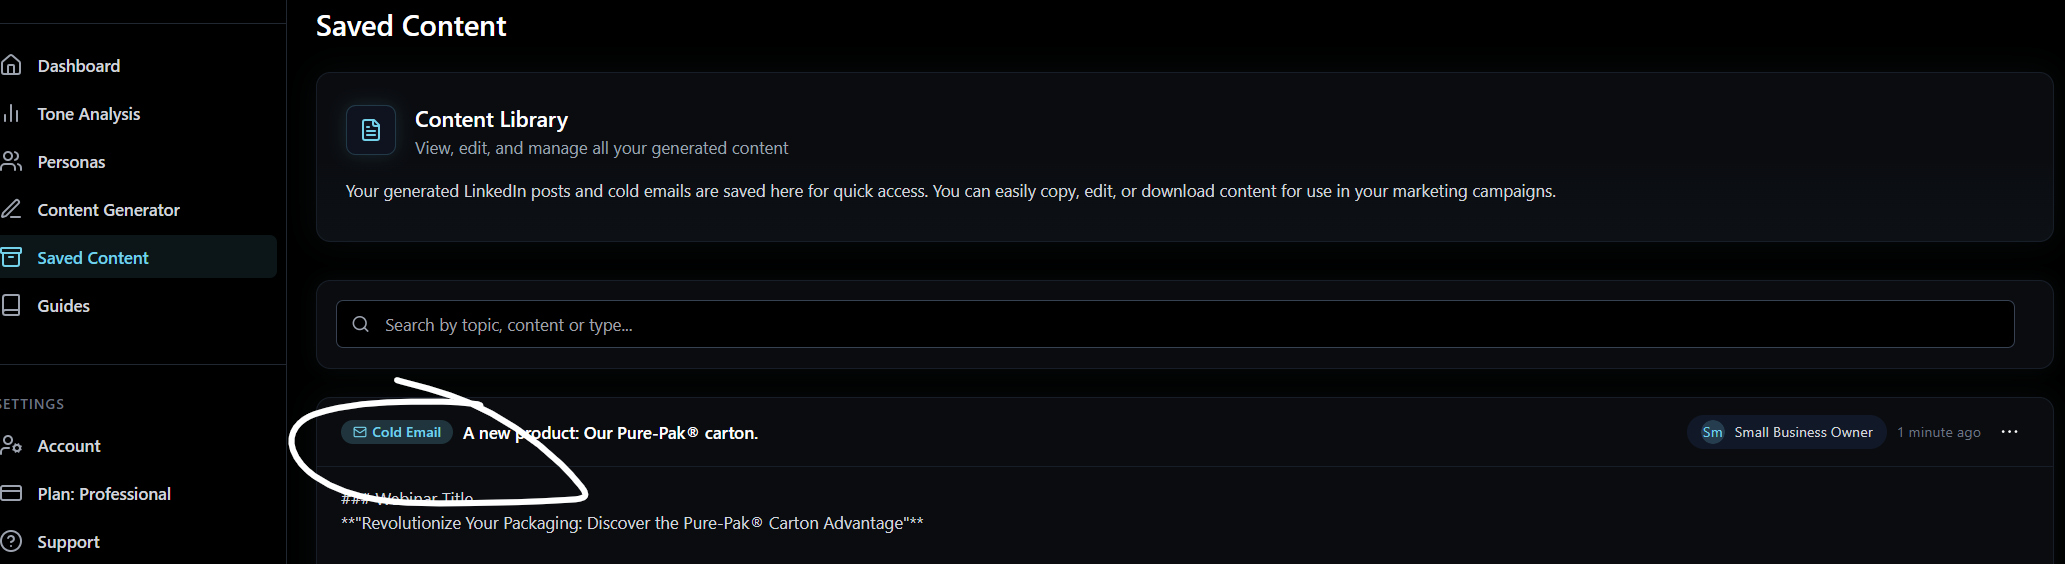 Saved Content
Dashboard
Tone Analysis
Personas
Content Generator
Saved Content
Guides
SETTINGS
Account
Plan: Professional
Support
Content Library
View, edit, and manage all your generated content
Your generated LinkedIn posts and cold emails are saved here for quick access. You can easily copy, edit, or download content for use in your marketing campaigns.
Search by topic, content or type...
Cold Email A new product: Our Pure-Pak® carton.
Sm Small Business Owner 1 minute ago
### Webinar Title
**"Revolutionize Your Packaging: Discover the Pure-Pak® Carton Advantage"**